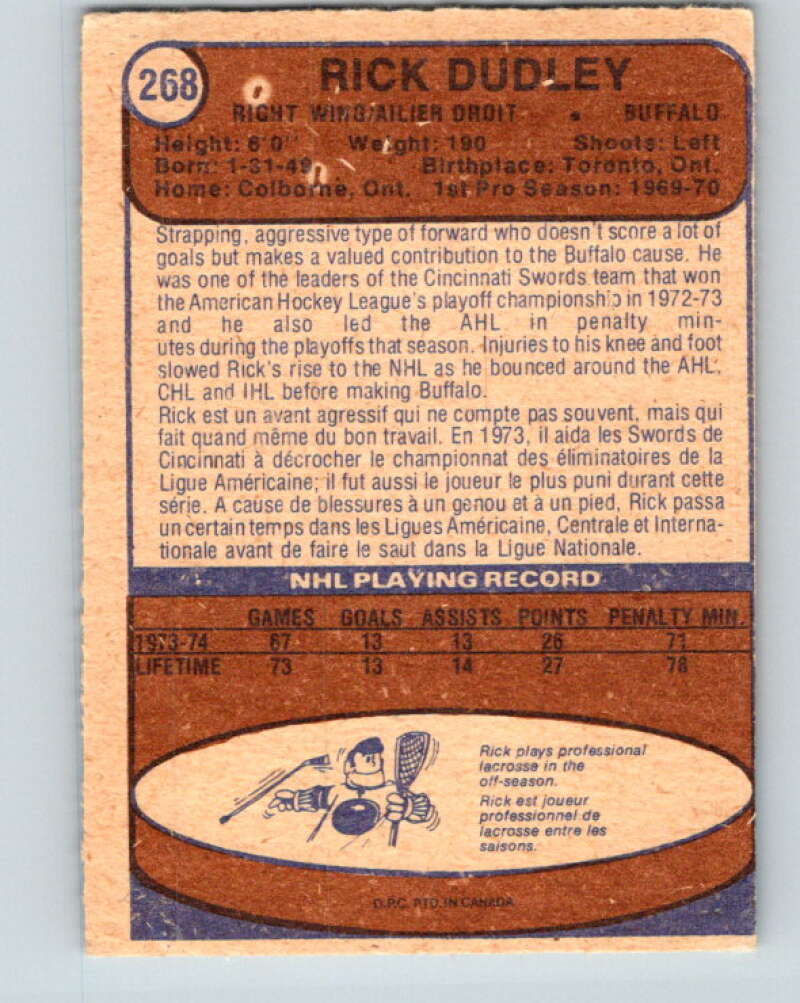 268
RICK DUDLEY
RIGHT WING/AILIER DROIT • BUFFALO
Height: 6'0" Weight: 190 Shoots: Left
Born: 1-31-49 Birthplace: Toronto, Ont.
Home: Colborne, Ont. 1st Pro Season: 1969-70
Strapping, aggressive type of forward who doesn't score a lot of
goals but makes a valued contribution to the Buffalo cause. He
was one of the leaders of the Cincinnati Swords team that won
the American Hockey League's playoff championship in 1972-73
and he also led the AHL in penalty min-
utes during the playoffs that season. Injuries to his knee and foot
slowed Rick's rise to the NHL as he bounced around the AHL,
CHL and IHL before making Buffalo.
Rick est un avant agressif qui ne compte pas souvent, mais qui
fait quand même du bon travail. En 1973, il aida les Swords de
Cincinnati à décrocher le championnat des éliminatoires de la
Ligue Américaine; il fut aussi le joueur le plus puni durant cette
série. A cause de blessures à un genou et à un pied, Rick passa
un certain temps dans les Ligues Américaine, Centrale et Interna-
tionale avant de faire le saut dans la Ligue Nationale.
NHL PLAYING RECORD
GAMES GOALS ASSISTS POINTS PENALTY MIN.
1973-74 67 13 13 26 71
LIFETIME 73 13 14 27 78
Rick plays professional
lacrosse in the
off-season.
Rick est joueur
professionnel de
lacrosse entre les
saisons.
O.P.C. PTD. IN CANADA